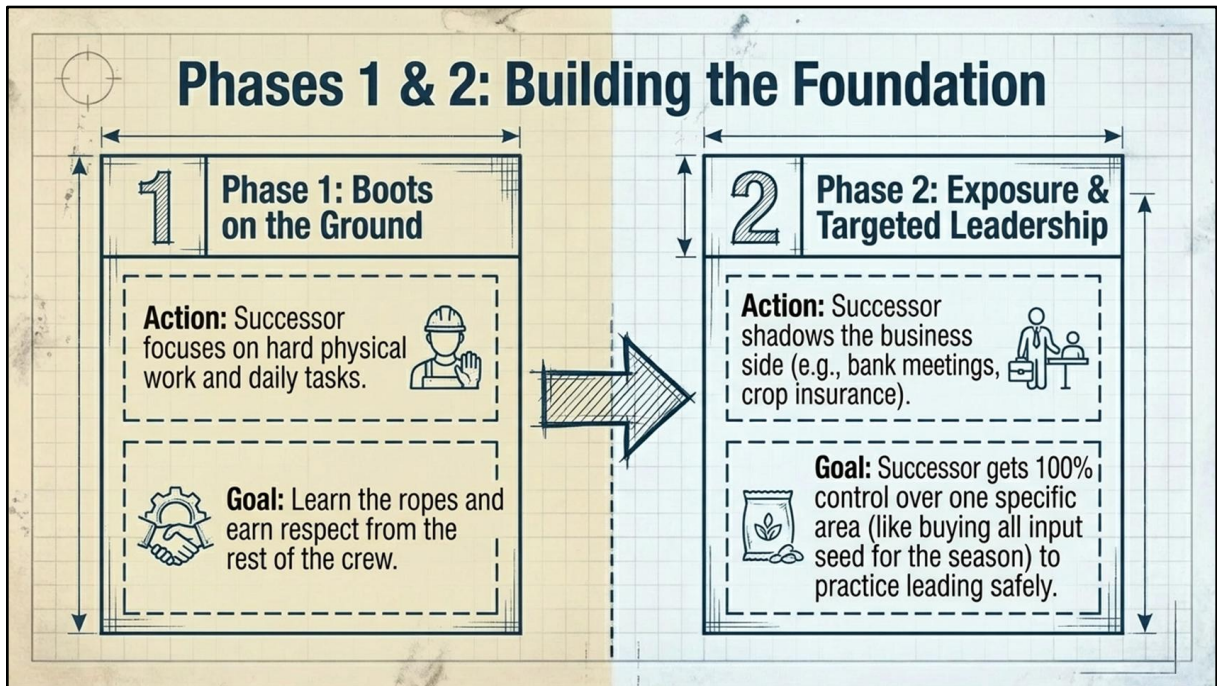 Phases 1 & 2: Building the Foundation
1
Phase 1: Boots
on the Ground
Action: Successor
focuses on hard physical
work and daily tasks.
Goal: Learn the ropes and
earn respect from the
rest of the crew.
2
Phase 2: Exposure &
Targeted Leadership
Action: Successor
shadows the business
side (e.g., bank meetings,
crop insurance).
Goal: Successor gets 100%
control over one specific
area (like buying all input
seed for the season) to
practice leading safely.